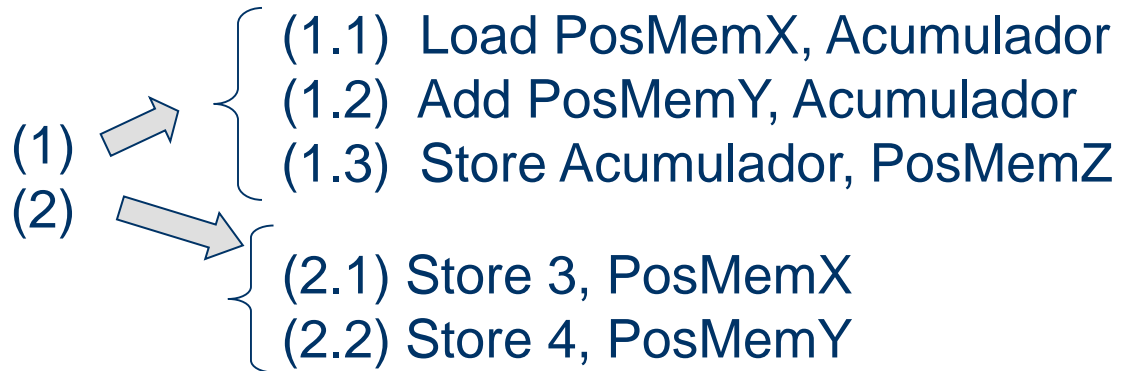 (1.1) Load PosMemX, Acumulador
(1.2) Add PosMemY, Acumulador
(1)
(1.3) Store Acumulador, PosMemZ
(2)
(2.1) Store 3, PosMemX
(2.2) Store 4, PosMemY